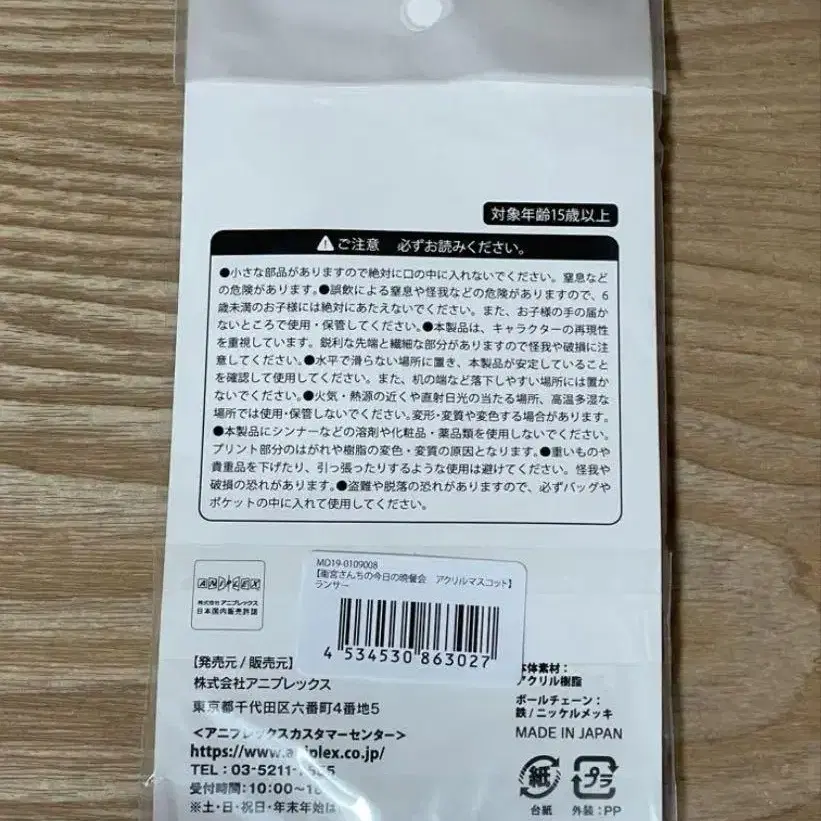 対象年齢15歳以上
ご注意 必ずお読みください。
●小さな部品がありますので絶対に口の中に入れないでください。窒息など
の危険があります。●誤飲による窒息や怪我などの危険がありますので、6
歳未満のお子様には絶対にあたえないでください。また、お子様の手の届か
ないところで使用・保管してください。●本製品は、キャラクターの再現性
を重視しています。鋭利な先端と繊細な部分がありますので怪我や破損に注
意してください。●水平で滑らない場所に置き、本製品が安定していること
を確認して使用してください。また、机の端など落下しやすい場所には置か
ないでください。●火気・熱源の近くや直射日光の当たる場所、高温多湿な
場所では使用・保管しないでください。変形・変質や変色する場合があります。
●本製品にシンナーなどの溶剤や化粧品・薬品類を使用しないでください。
プリント部分のはがれや樹脂の変色・変質の原因となります。●重いものや
貴重品を下げたり、引っ張ったりするような使用は避けてください。怪我や
破損の恐れがあります。●盗難や脱落の恐れがありますので、必ずバッグや
ポケットの中に入れて使用してください。
ANIPLEX
株式会社アニプレックス
日本国内販売許諾
MD19-0109008
【衛宮さんちの今日の晩餐会 アクリルマスコット】
ランサー
4 534530 863027
【発売元 / 販売元】
株式会社アニプレックス
東京都千代田区六番町4番地5
<アニプレックスカスタマーセンター>
https://www.aniplex.co.jp/
TEL：03-5211-7555
受付時間：10:00～
※土・日・祝日・年末年始は
本体素材：
アクリル樹脂
ボールチェーン：
鉄 / ニッケルメッキ
MADE IN JAPAN
紙
台紙
プラ
外装：PP